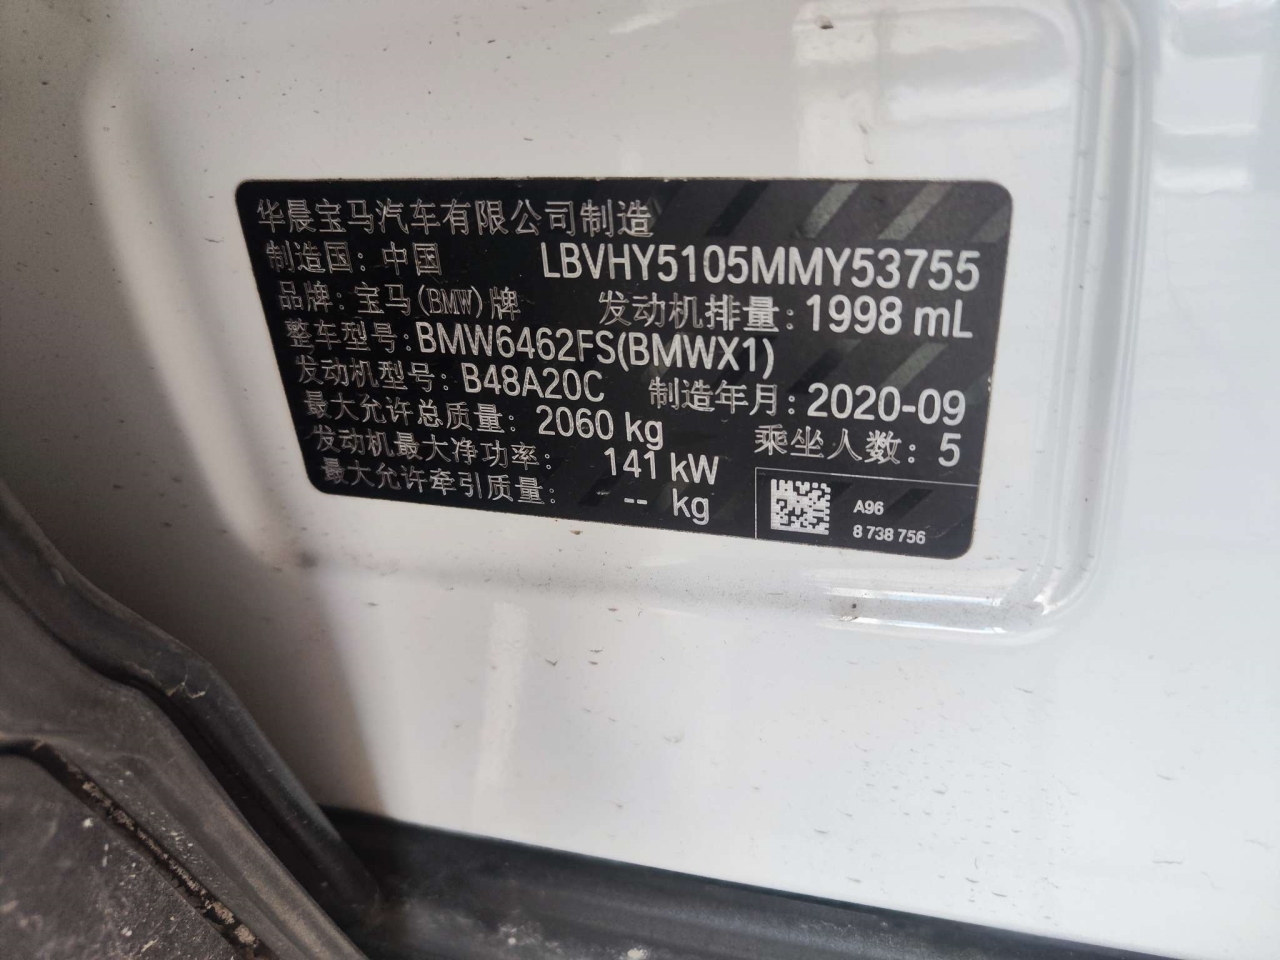 华晨宝马汽车有限公司制造
制造国: 中国 LBVHY5105MMY53755
品牌: 宝马(BMW)牌 发动机排量: 1998 mL
整车型号: BMW6462FS(BMWX1)
发动机型号: B48A20C 制造年月: 2020-09
最大允许总质量: 2060 kg 乘坐人数: 5
发动机最大净功率: 141 kW
最大允许牵引质量: -- kg
A96
8 738 756